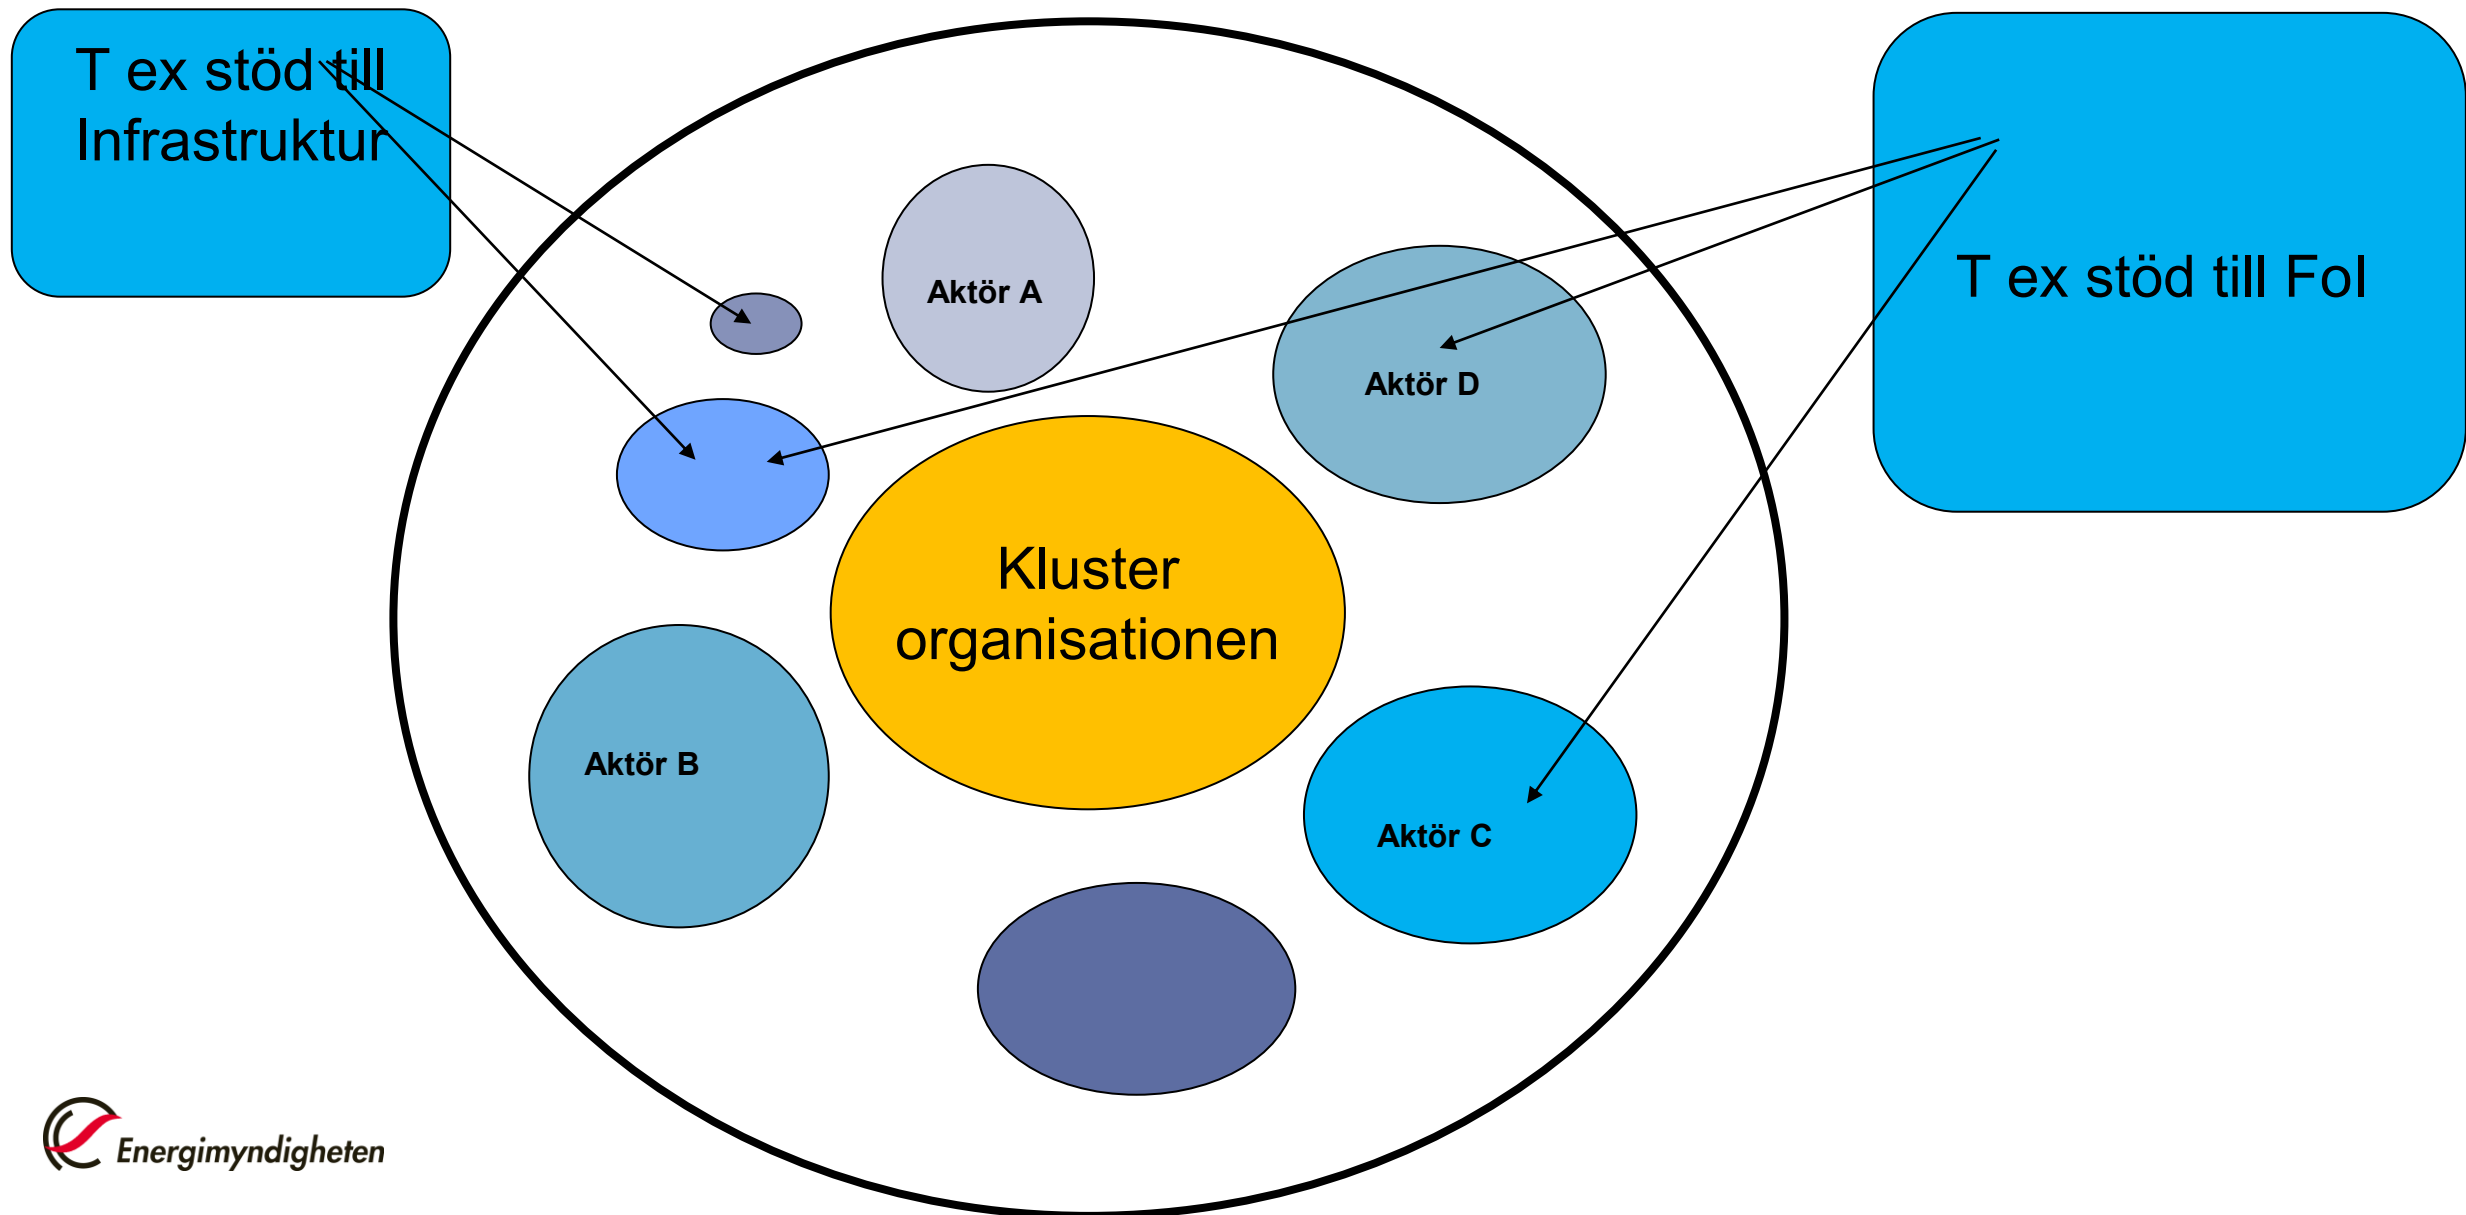 T ex stöd till
Infrastruktur
T ex stöd till FoI
Aktör A
Aktör D
Kluster
organisationen
Aktör B
Aktör C
Energimyndigheten